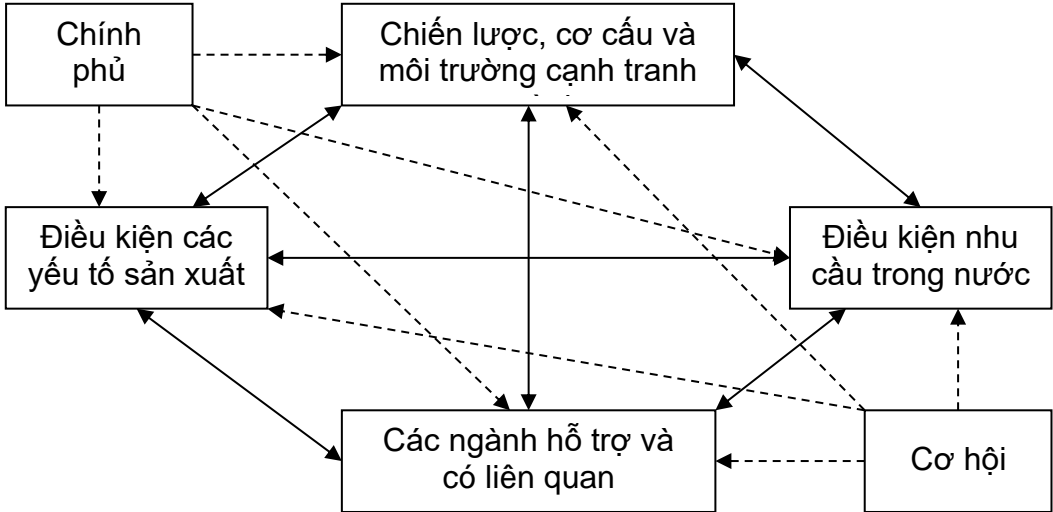 Chính
phủ
Chiến lược, cơ cấu và
môi trường cạnh tranh
Điều kiện các
yếu tố sản xuất
Điều kiện nhu
cầu trong nước
Các ngành hỗ trợ và
có liên quan
Cơ hội